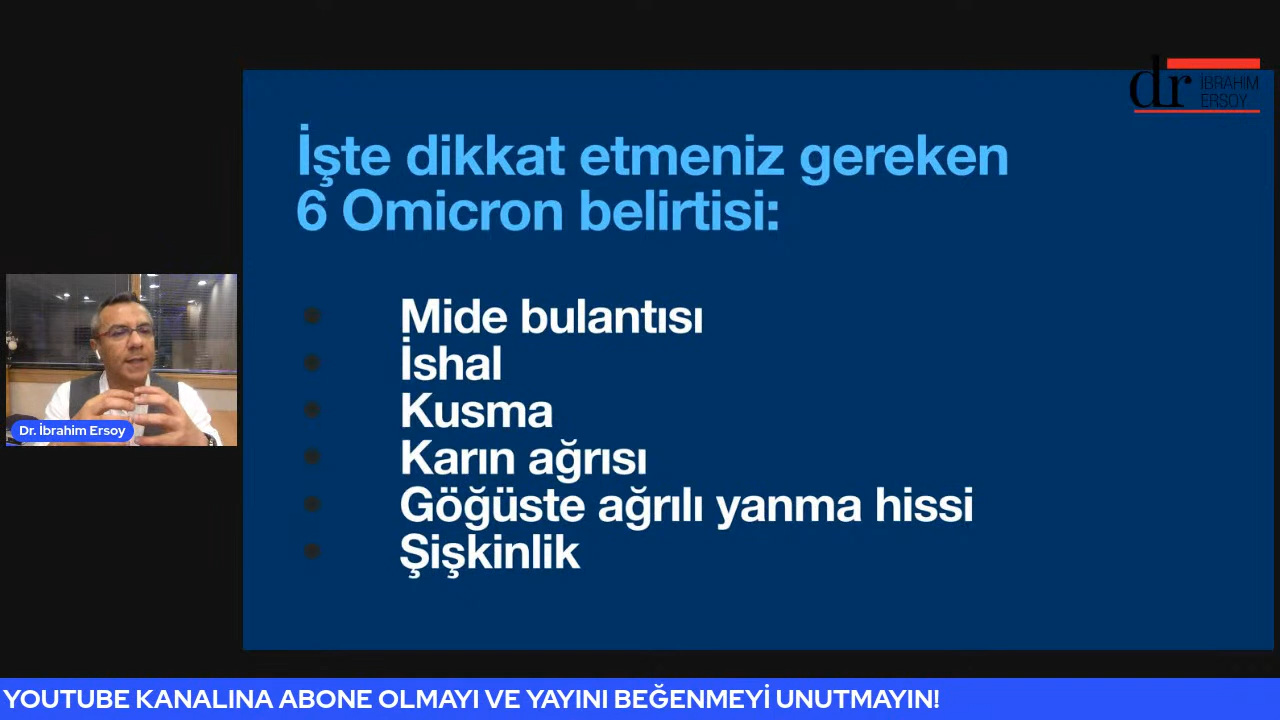 dr
İBRAHİM
ERSOY
İşte dikkat etmeniz gereken
6 Omicron belirtisi:
Mide bulantısı
İshal
Kusma
Karın ağrısı
Göğüste ağrılı yanma hissi
Şişkinlik
Dr. İbrahim Ersoy
YOUTUBE KANALINA ABONE OLMAYI VE YAYINI BEĞENMEYİ UNUTMAYIN!